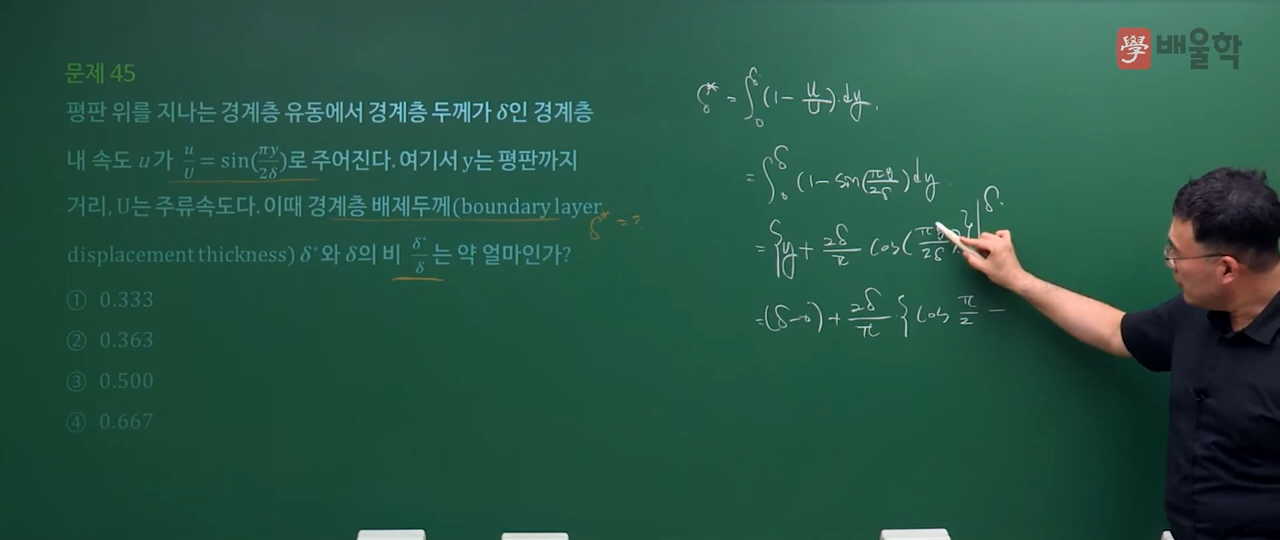 學 배울학
문제 45
평판 위를 지나는 경계층 유동에서 경계층 두께가 δ인 경계층
내 속도 u가 u/U = sin(πy/2δ)로 주어진다. 여기서 y는 평판까지
거리, U는 주류속도다. 이때 경계층 배제두께(boundary layer
displacement thickness) δ*와 δ의 비 δ*/δ는 약 얼마인가?
① 0.333
② 0.363
③ 0.500
④ 0.667
δ* = ?
δ* = ∫₀^δ (1 - u/U) · dy.
= ∫₀^δ (1 - sin(πy/2δ)) dy
= {y + 2δ/π cos(πy/2δ)}|δ
= (δ-0) + 2δ/π {cos π/2 -